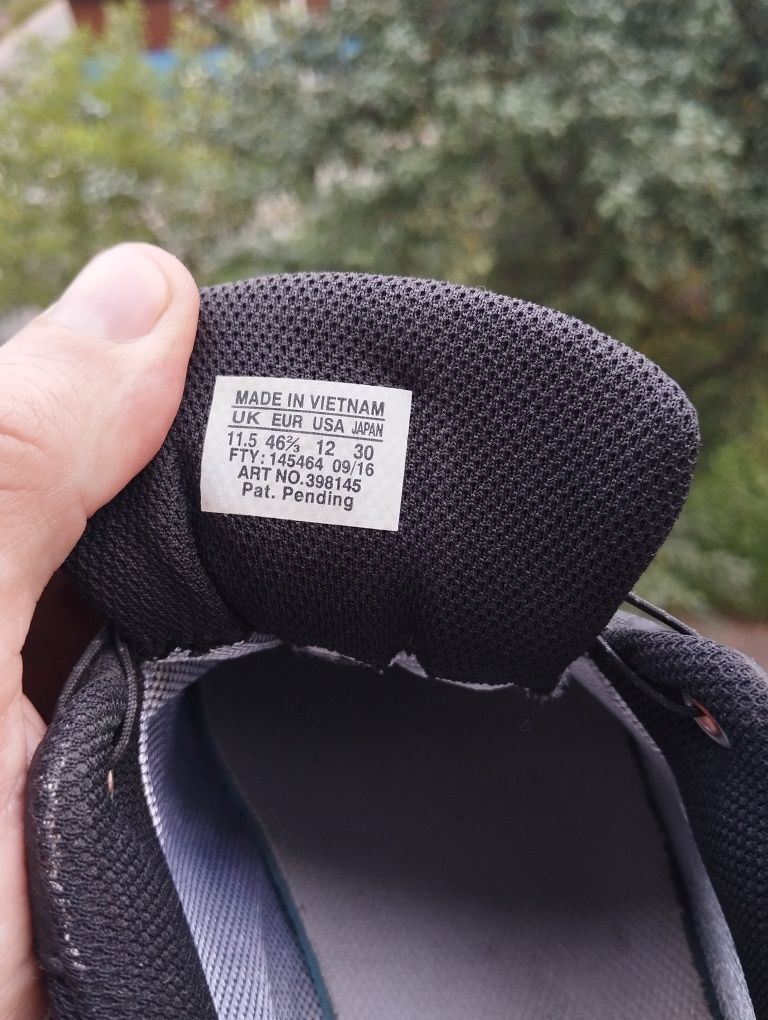 MADE IN VIETNAM
UK EUR USA JAPAN
11.5 46⅔ 12 30
FTY: 145464 09/16
ART NO.398145
Pat. Pending